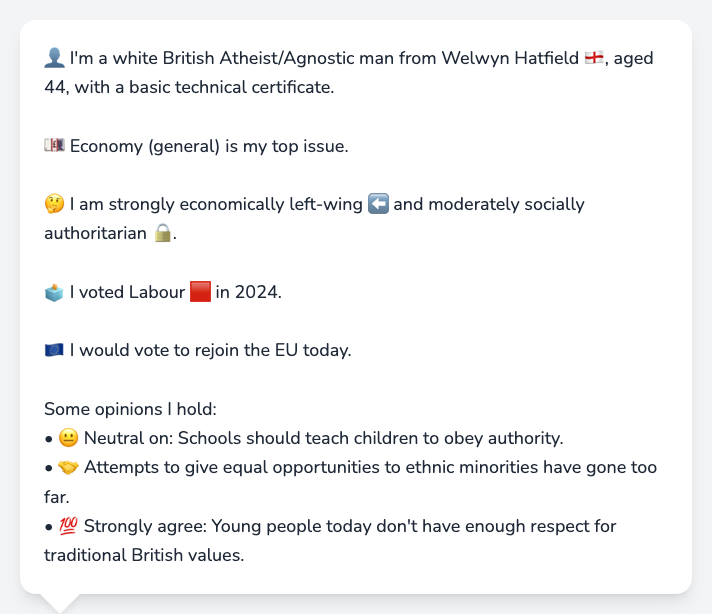 👤 I'm a white British Atheist/Agnostic man from Welwyn Hatfield 🏴󠁧󠁢󠁥󠁮󠁧󠁿, aged
44, with a basic technical certificate.
💷 Economy (general) is my top issue.
🤔 I am strongly economically left-wing ⬅️ and moderately socially
authoritarian 🔒.
🗳️ I voted Labour 🟥 in 2024.
🇪🇺 I would vote to rejoin the EU today.
Some opinions I hold:
• 😐 Neutral on: Schools should teach children to obey authority.
• 🤝 Attempts to give equal opportunities to ethnic minorities have gone too
far.
• 💯 Strongly agree: Young people today don't have enough respect for
traditional British values.